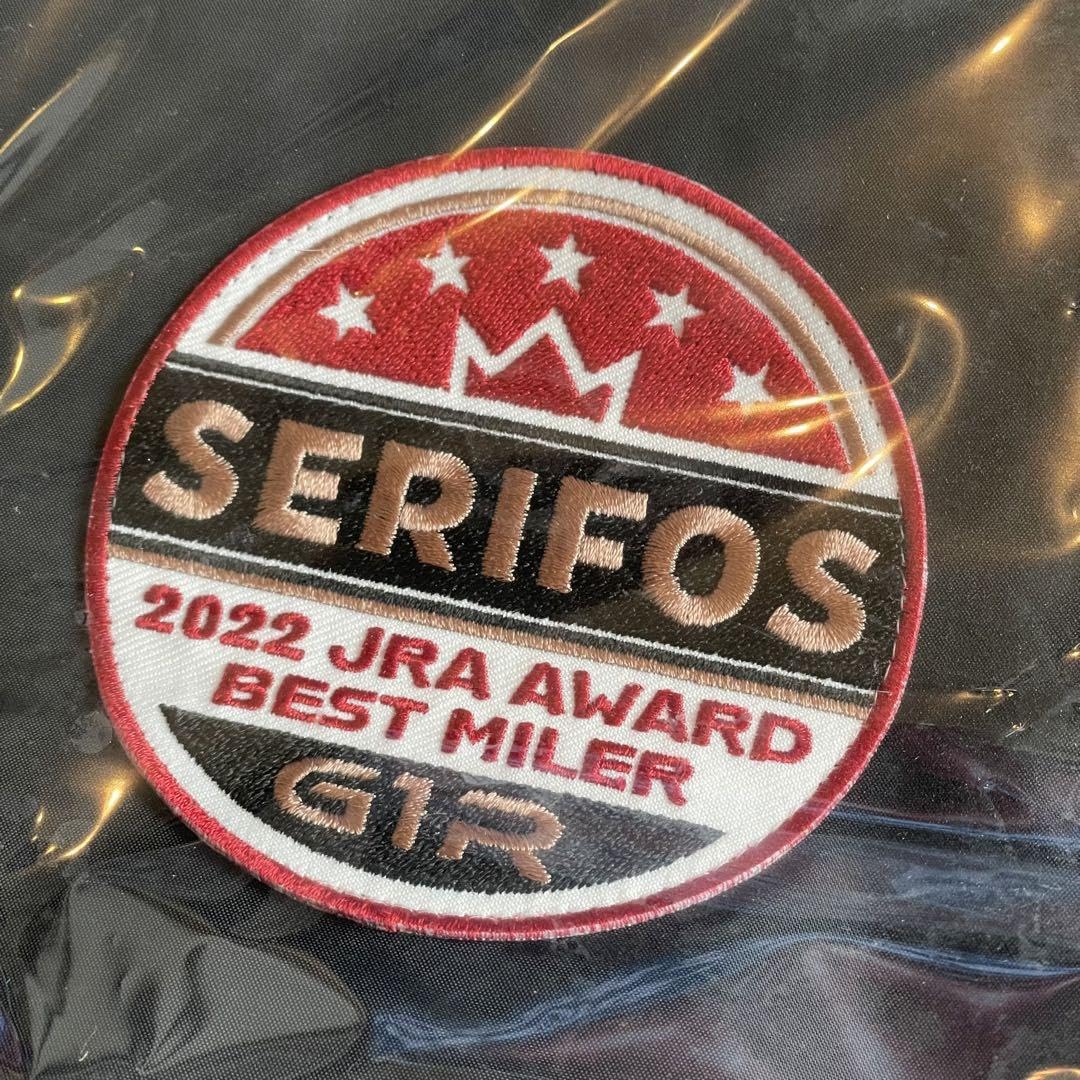 SERIFOS
2022 JRA AWARD
BEST MILER
G1R